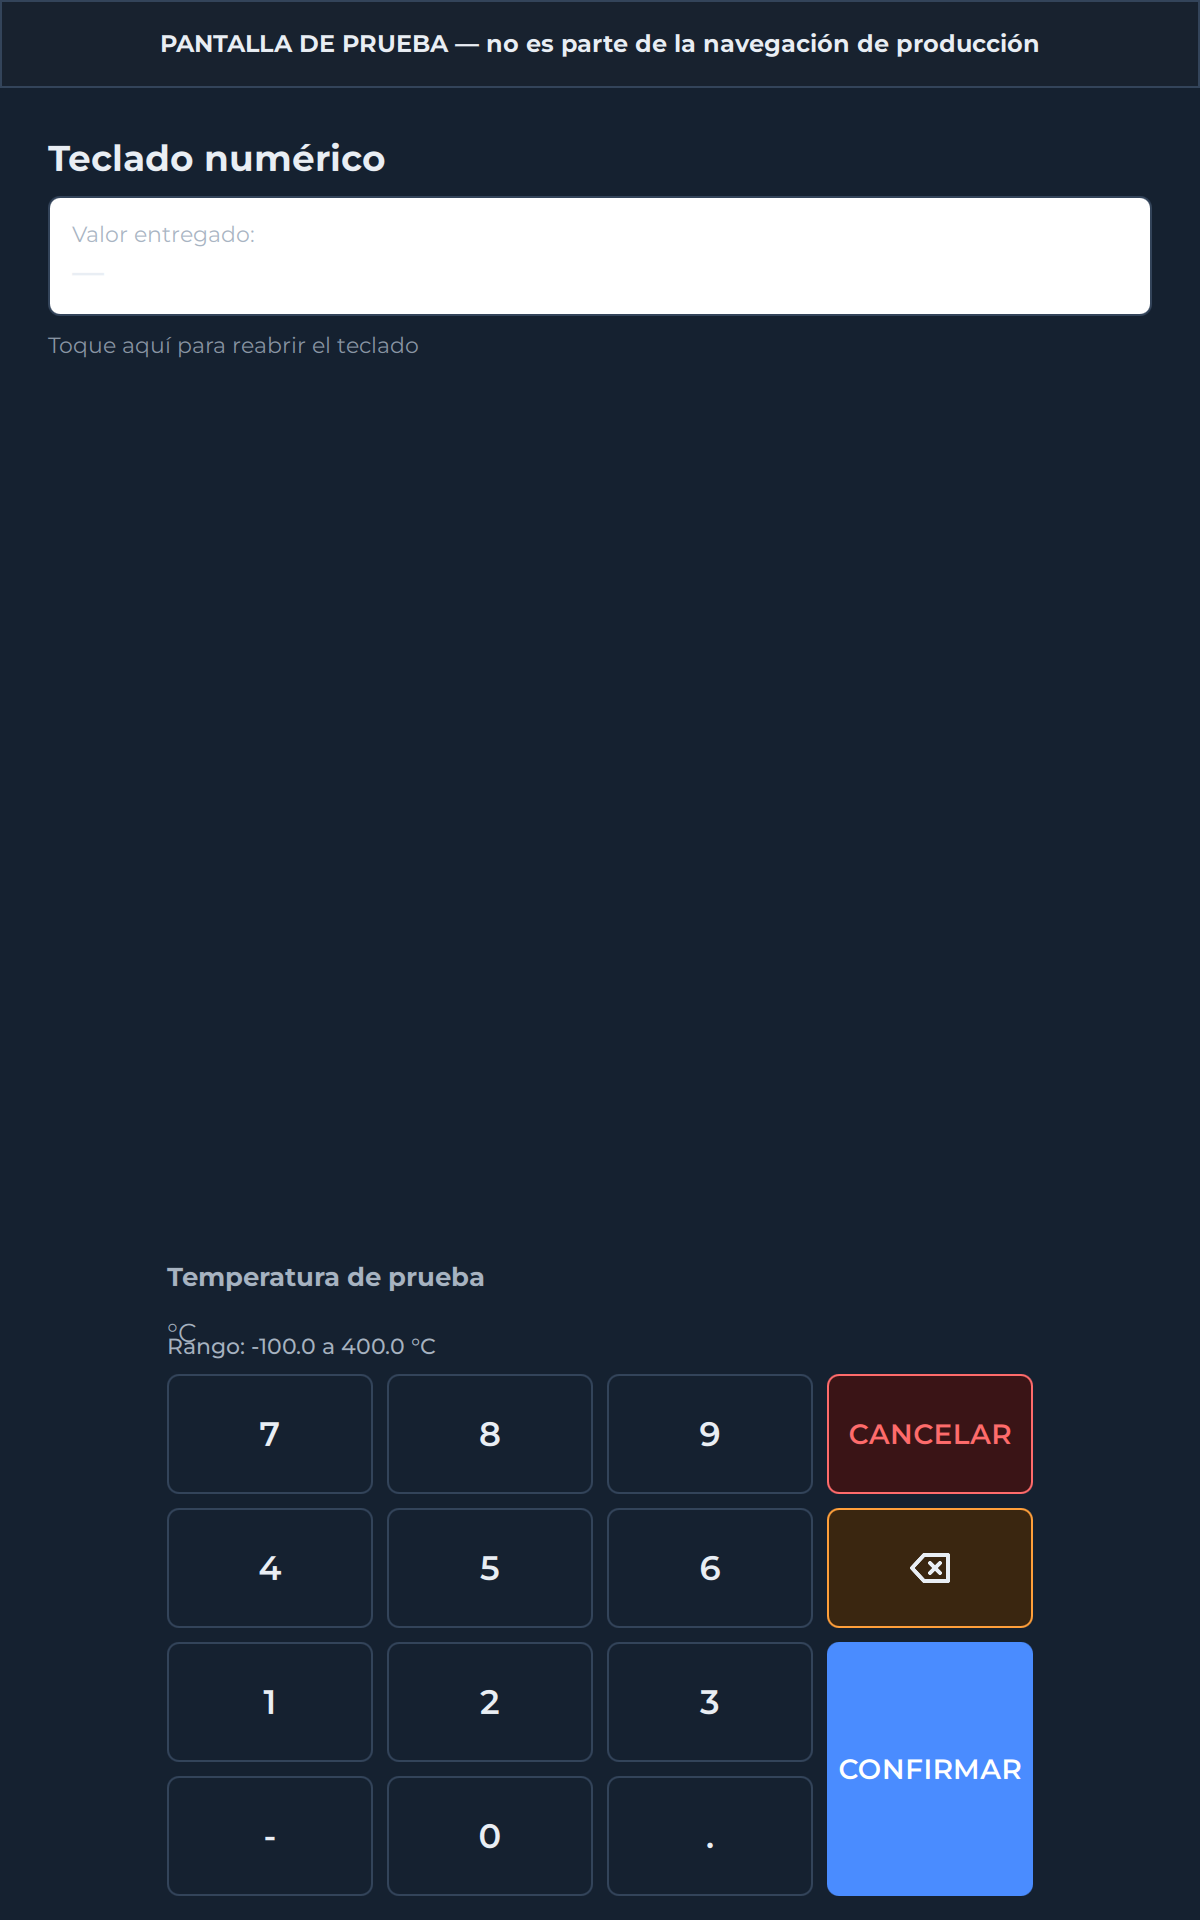 PANTALLA DE PRUEBA — no es parte de la navegación de producción
Teclado numérico
Valor entregado:
—
Toque aquí para reabrir el teclado
Temperatura de prueba
°C
Rango: -100.0 a 400.0 °C
7 8 9 CANCELAR
4 5 6
1 2 3
CONFIRMAR
- 0 .